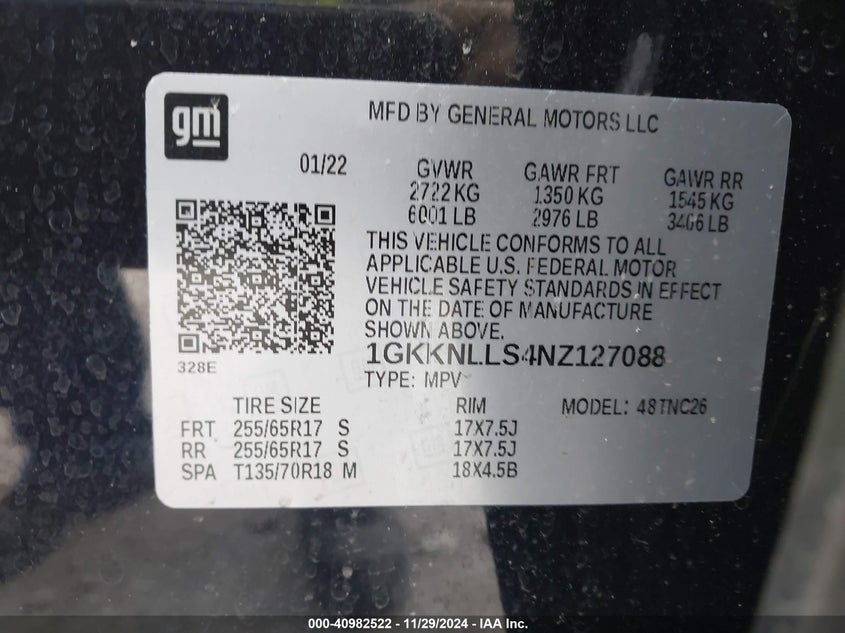 gm
MFD BY GENERAL MOTORS LLC
01/22 GVWR GAWR FRT GAWR RR
2722 KG 1350 KG 1545 KG
6001 LB 2976 LB 3406 LB
THIS VEHICLE CONFORMS TO ALL
APPLICABLE U.S. FEDERAL MOTOR
VEHICLE SAFETY STANDARDS IN EFFECT
ON THE DATE OF MANUFACTURE
SHOWN ABOVE.
1GKKNLLS4NZ127088
328E
TYPE: MPV
TIRE SIZE RIM MODEL: 48TNC26
FRT 255/65R17 S 17X7.5J
RR 255/65R17 S 17X7.5J
SPA T135/70R18 M 18X4.5B
000-40982522 - 11/29/2024 - IAA Inc.